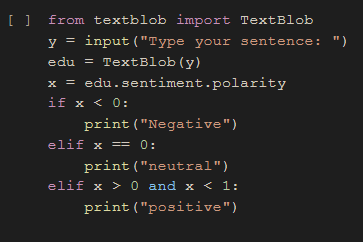 [ ] from textblob import TextBlob
y = input("Type your sentence: ")
edu = TextBlob(y)
x = edu.sentiment.polarity
if x < 0:
    print("Negative")
elif x == 0:
    print("neutral")
elif x > 0 and x < 1:
    print("positive")